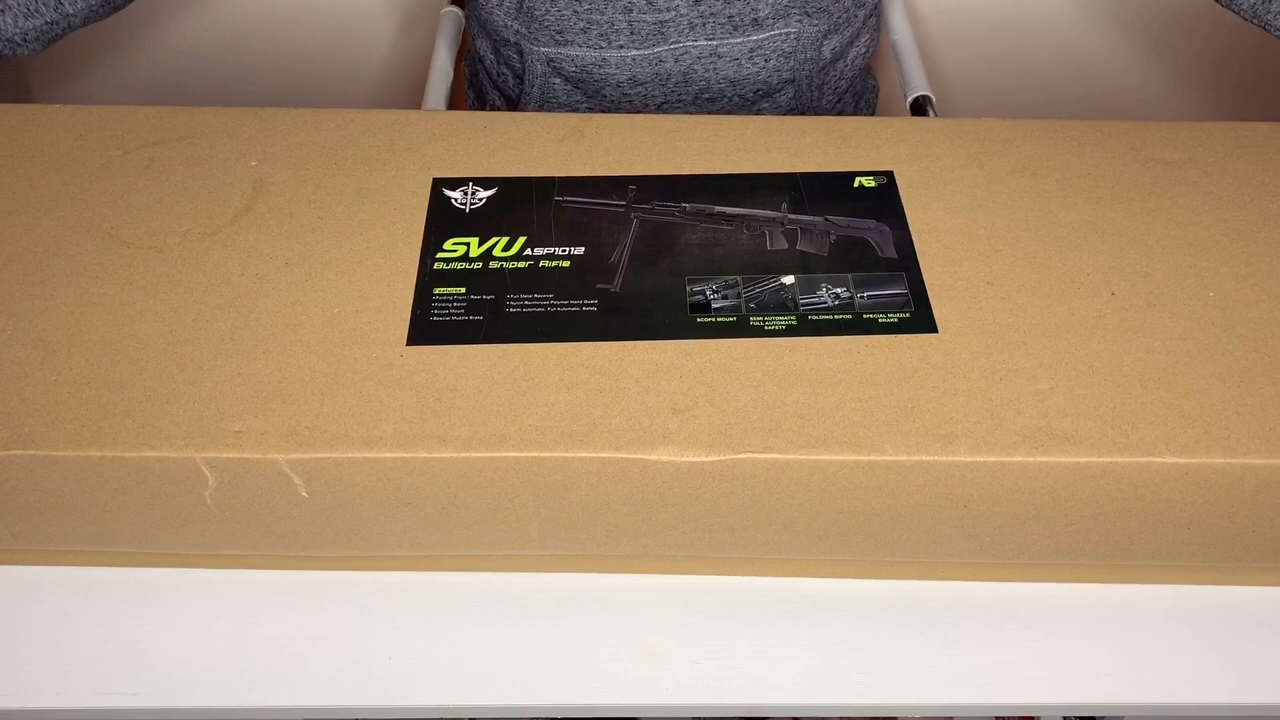 ASP
SVU ASP1012
Bullpup Sniper Rifle
Features:
•Folding Front / Rear Sight
•Folding Bipod
•Scope Mount
•Special Muzzle Brake
•Full Metal Receiver
•Nylon Reinforced Polymer Hand Guard
•Semi automatic, Full Automatic, Safety
SCOPE MOUNT
SEMI AUTOMATIC
FULL AUTOMATIC
SAFETY
FOLDING BIPOD
SPECIAL MUZZLE
BRAKE